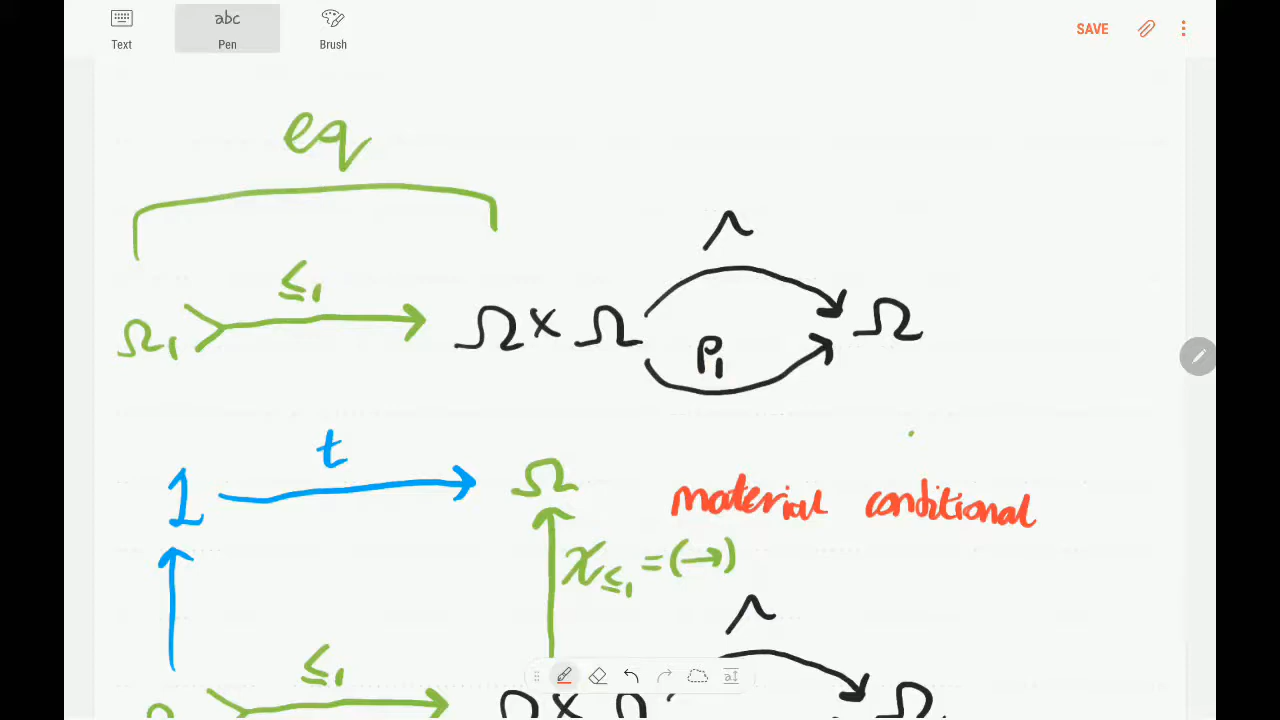 Text abc Pen Brush SAVE
eq
∧
≤₁
Ω₁ Ω × Ω p₁ Ω
t
1 Ω material conditional
χ≤₁ = (→)
∧
≤₁
Ω × Ω Ω